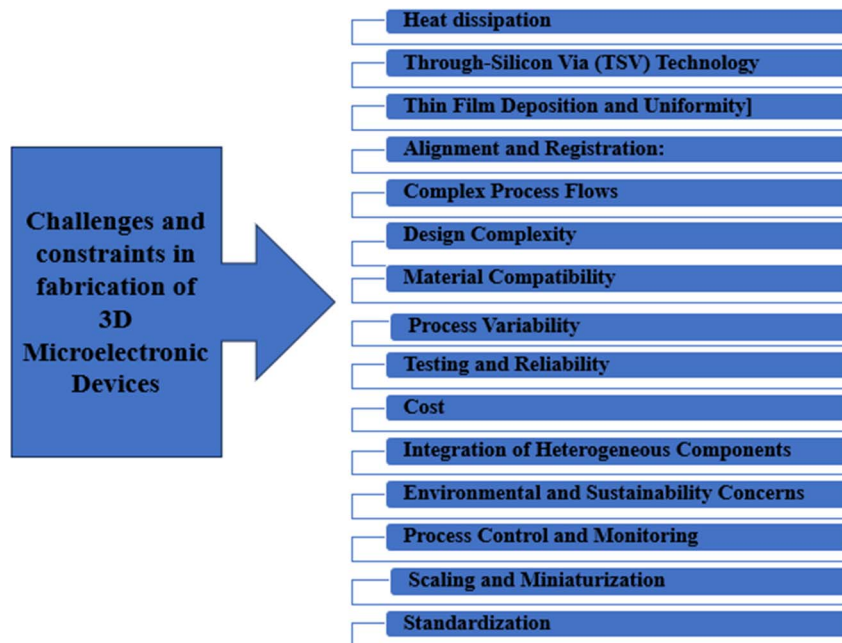 Challenges and
constraints in
fabrication of
3D
Microelectronic
Devices
Heat dissipation
Through-Silicon Via (TSV) Technology
Thin Film Deposition and Uniformity]
Alignment and Registration:
Complex Process Flows
Design Complexity
Material Compatibility
Process Variability
Testing and Reliability
Cost
Integration of Heterogeneous Components
Environmental and Sustainability Concerns
Process Control and Monitoring
Scaling and Miniaturization
Standardization